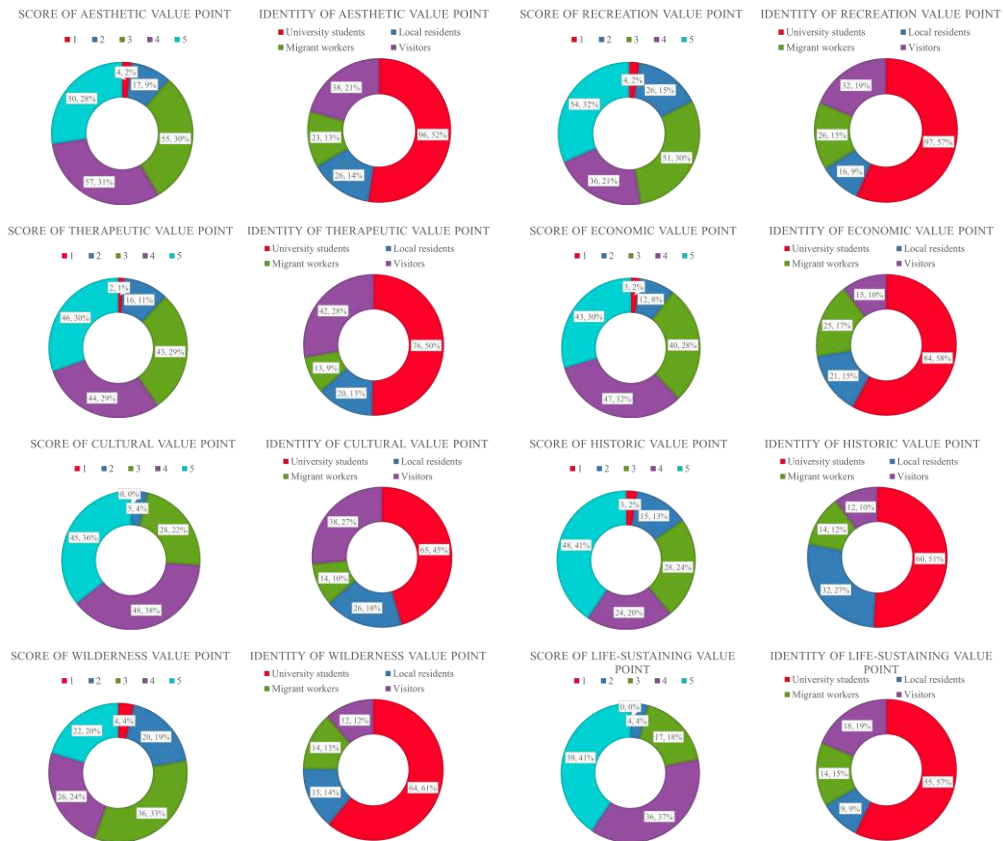 SCORE OF AESTHETIC VALUE POINT
1 2 3 4 5
4, 2%
17, 9%
50, 28%
55, 30%
57, 31%
IDENTITY OF AESTHETIC VALUE POINT
University students Local residents
Migrant workers Visitors
38, 21%
23, 13%
96, 52%
26, 14%
SCORE OF RECREATION VALUE POINT
1 2 3 4 5
4, 2%
26, 15%
54, 32%
51, 30%
36, 21%
IDENTITY OF RECREATION VALUE POINT
University students Local residents
Migrant workers Visitors
32, 19%
26, 15%
97, 57%
16, 9%
SCORE OF THERAPEUTIC VALUE POINT
1 2 3 4 5
2, 1%
16, 11%
46, 30%
43, 29%
44, 29%
IDENTITY OF THERAPEUTIC VALUE POINT
University students Local residents
Migrant workers Visitors
42, 28%
76, 50%
13, 9%
20, 13%
SCORE OF ECONOMIC VALUE POINT
1 2 3 4 5
3, 2%
12, 8%
43, 30%
40, 28%
47, 32%
IDENTITY OF ECONOMIC VALUE POINT
University students Local residents
Migrant workers Visitors
15, 10%
25, 17%
84, 58%
21, 15%
SCORE OF CULTURAL VALUE POINT
1 2 3 4 5
0, 0%
5, 4%
45, 36%
28, 22%
48, 38%
IDENTITY OF CULTURAL VALUE POINT
University students Local residents
Migrant workers Visitors
38, 27%
65, 45%
14, 10%
26, 18%
SCORE OF HISTORIC VALUE POINT
1 2 3 4 5
3, 2%
15, 13%
48, 41%
28, 24%
24, 20%
IDENTITY OF HISTORIC VALUE POINT
University students Local residents
Migrant workers Visitors
12, 10%
14, 12%
60, 51%
32, 27%
SCORE OF WILDERNESS VALUE POINT
1 2 3 4 5
4, 4%
22, 20%
20, 19%
26, 24%
36, 33%
IDENTITY OF WILDERNESS VALUE POINT
University students Local residents
Migrant workers Visitors
12, 12%
14, 13%
15, 14%
64, 61%
SCORE OF LIFE-SUSTAINING VALUE
POINT
1 2 3 4 5
0, 0%
4, 4%
17, 18%
39, 41%
36, 37%
IDENTITY OF LIFE-SUSTAINING VALUE
POINT
University students Local residents
Migrant workers Visitors
18, 19%
14, 15%
55, 57%
9, 9%